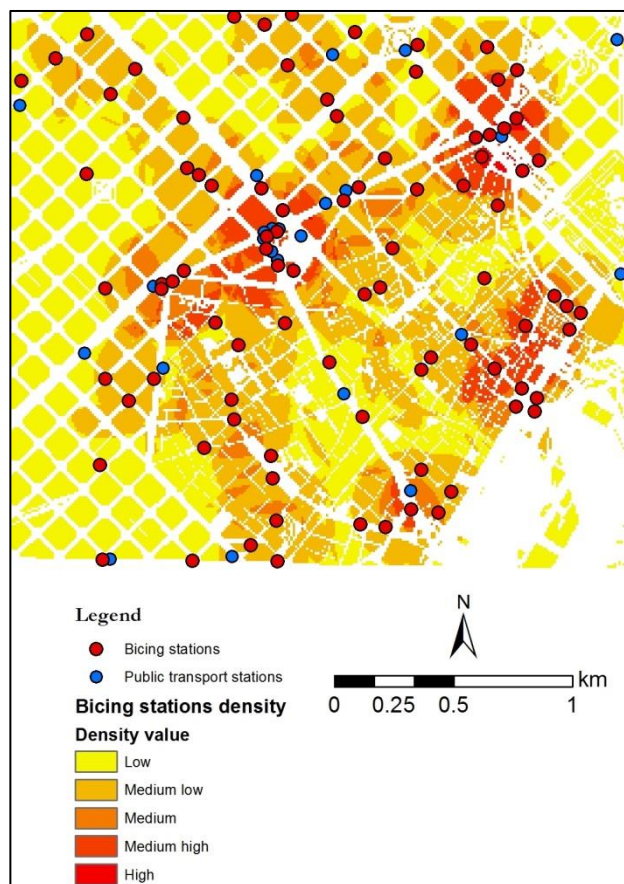 Legend
N
Bicing stations
Public transport stations
km
0 0.25 0.5 1
Bicing stations density
Density value
Low
Medium low
Medium
Medium high
High